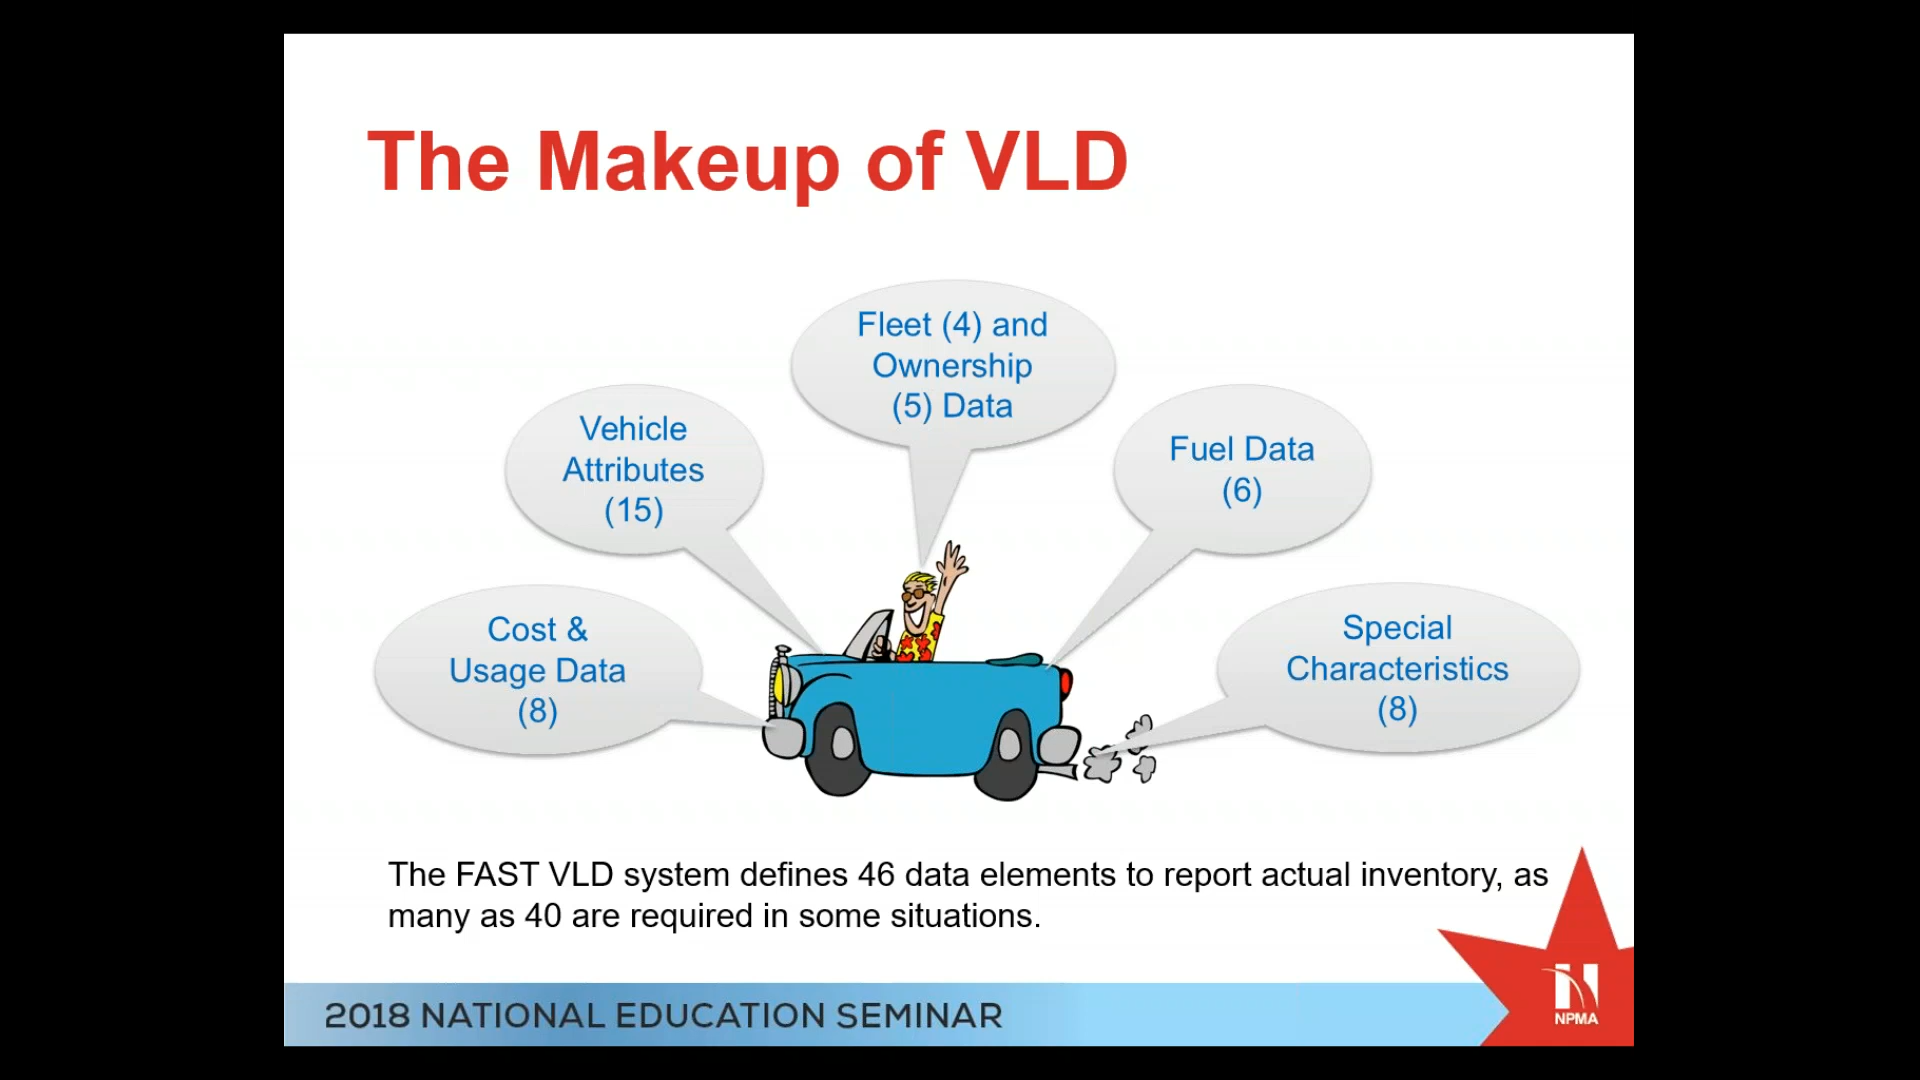 The Makeup of VLD
Fleet (4) and
Ownership
(5) Data
Vehicle
Attributes
(15)
Fuel Data
(6)
Cost &
Usage Data
(8)
Special
Characteristics
(8)
The FAST VLD system defines 46 data elements to report actual inventory, as
many as 40 are required in some situations.
2018 NATIONAL EDUCATION SEMINAR
NPMA